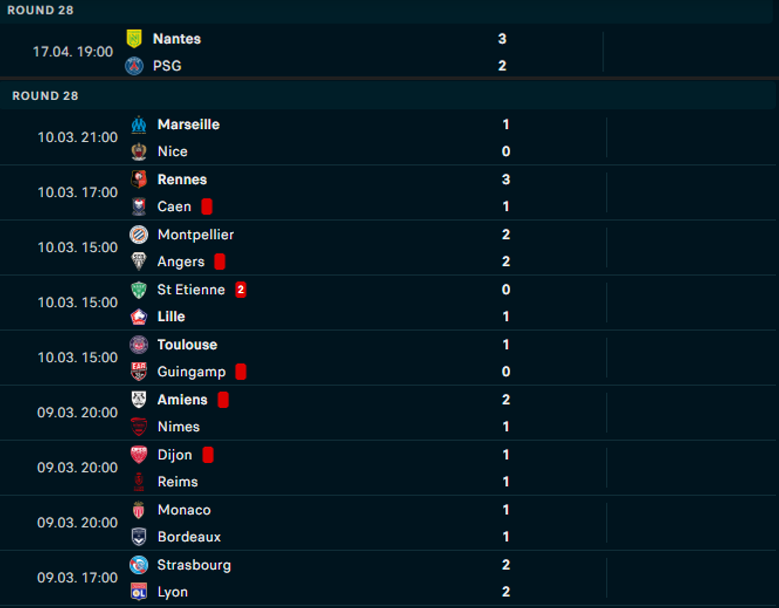 ROUND 28
17.04. 19:00 Nantes 3
PSG 2
ROUND 28
10.03. 21:00 Marseille 1
Nice 0
10.03. 17:00 Rennes 3
Caen 1
10.03. 15:00 Montpellier 2
Angers 2
10.03. 15:00 St Etienne 2 0
Lille 1
10.03. 15:00 Toulouse 1
Guingamp 0
09.03. 20:00 Amiens 2
Nimes 1
09.03. 20:00 Dijon 1
Reims 1
09.03. 20:00 Monaco 1
Bordeaux 1
09.03. 17:00 Strasbourg 2
Lyon 2